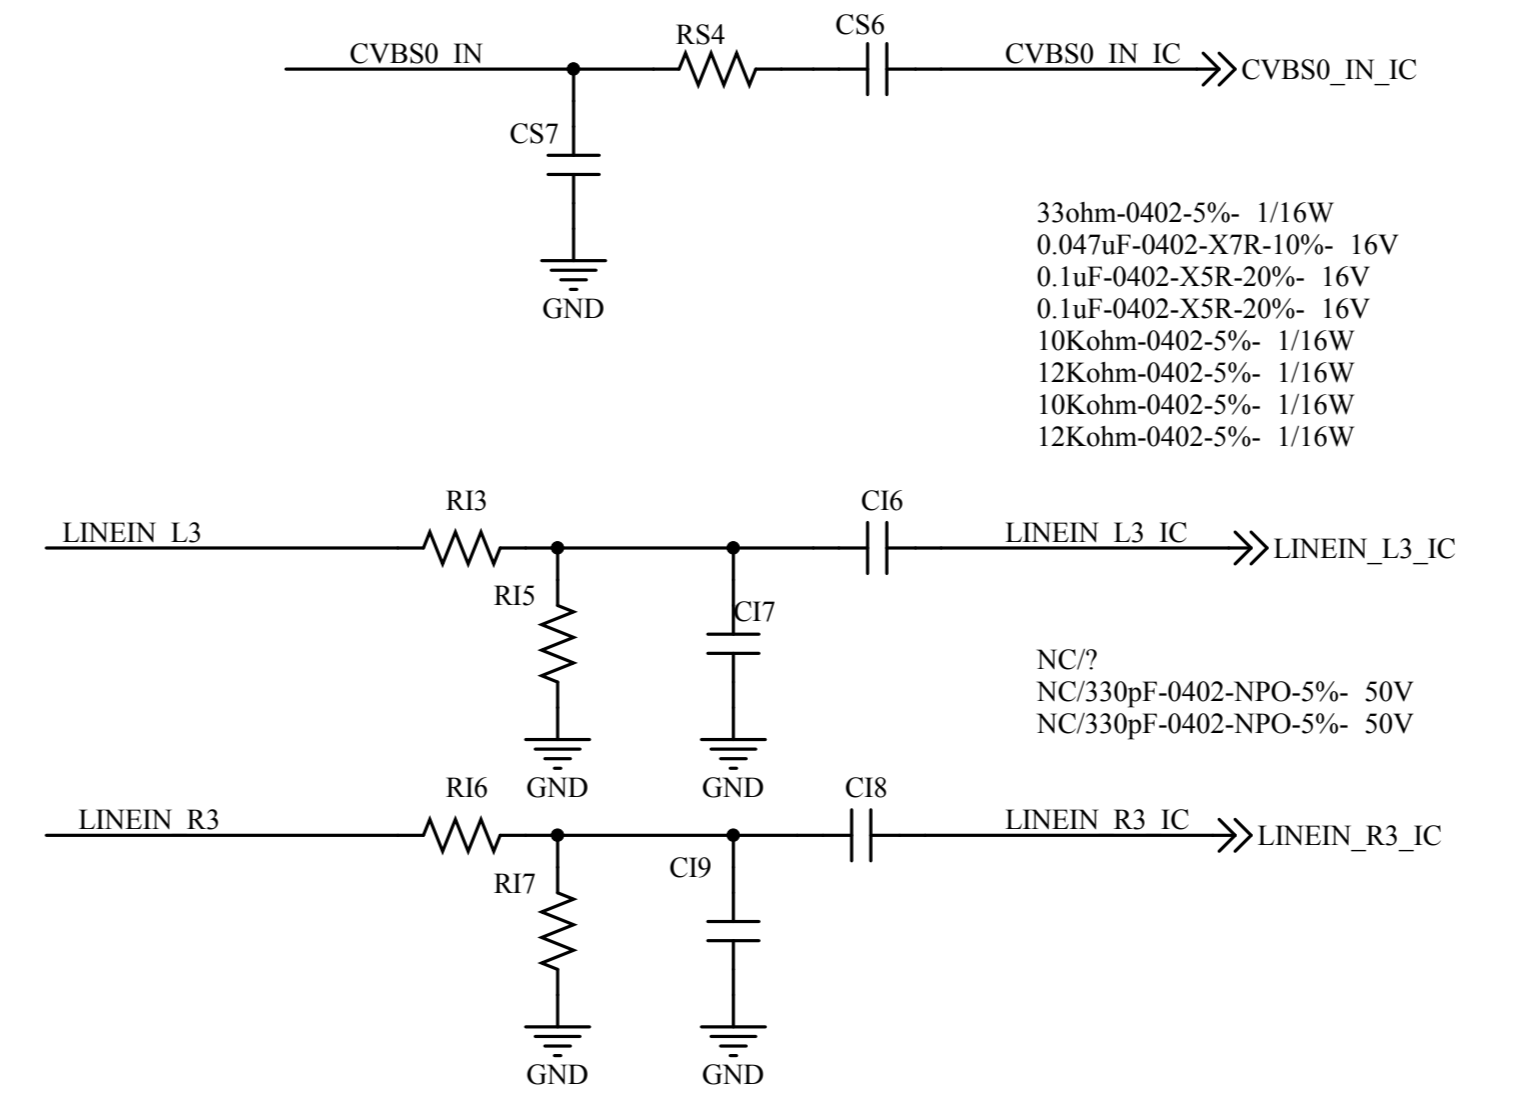 CS6
RS4
CVBS0_IN
CVBS0_IN_IC
CVBS0_IN_IC
CS7
GND
33ohm-0402-5%- 1/16W
0.047uF-0402-X7R-10%- 16V
0.1uF-0402-X5R-20%- 16V
0.1uF-0402-X5R-20%- 16V
10Kohm-0402-5%- 1/16W
12Kohm-0402-5%- 1/16W
10Kohm-0402-5%- 1/16W
12Kohm-0402-5%- 1/16W
RI3
CI6
LINEIN_L3
LINEIN_L3_IC
LINEIN_L3_IC
RI5
CI7
NC/?
NC/330pF-0402-NPO-5%- 50V
NC/330pF-0402-NPO-5%- 50V
GND
GND
RI6
CI8
LINEIN_R3
LINEIN_R3_IC
LINEIN_R3_IC
CI9
RI7
GND
GND